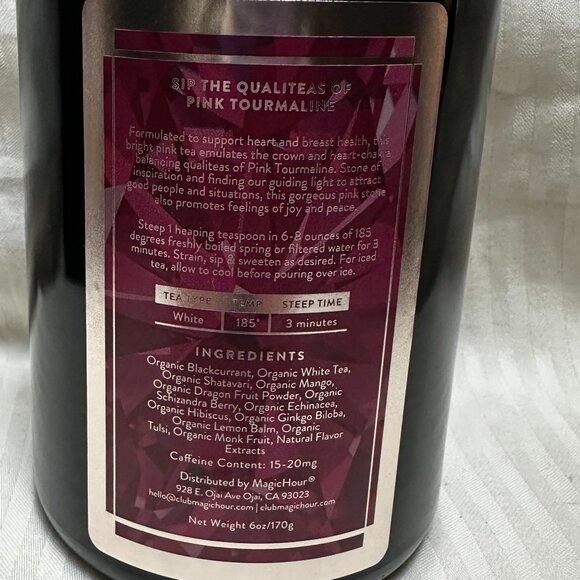 SIP THE QUALITEAS OF
PINK TOURMALINE
Formulated to support heart and breast health, this
bright pink tea emulates the crown and heart-chakra
balancing qualiteas of Pink Tourmaline. Stone of
inspiration and finding our guiding light to attract
good people and situations, this gorgeous pink stone
also promotes feelings of joy and peace.
Steep 1 heaping teaspoon in 6-8 ounces of 185
degrees freshly boiled spring or filtered water for 3
minutes. Strain, sip & sweeten as desired. For iced
tea, allow to cool before pouring over ice.
TEA TYPE TEMP STEEP TIME
White 185° 3 minutes
INGREDIENTS
Organic Blackcurrant, Organic White Tea,
Organic Shatavari, Organic Mango,
Organic Dragon Fruit Powder, Organic
Schizandra Berry, Organic Echinacea,
Organic Hibiscus, Organic Ginkgo Biloba,
Organic Lemon Balm, Organic
Tulsi, Organic Monk Fruit, Natural Flavor
Extracts
Caffeine Content: 15-20mg
Distributed by MagicHour®
928 E. Ojai Ave Ojai, CA 93023
hello@clubmagichour.com | clubmagichour.com
Net Weight 6oz/170g